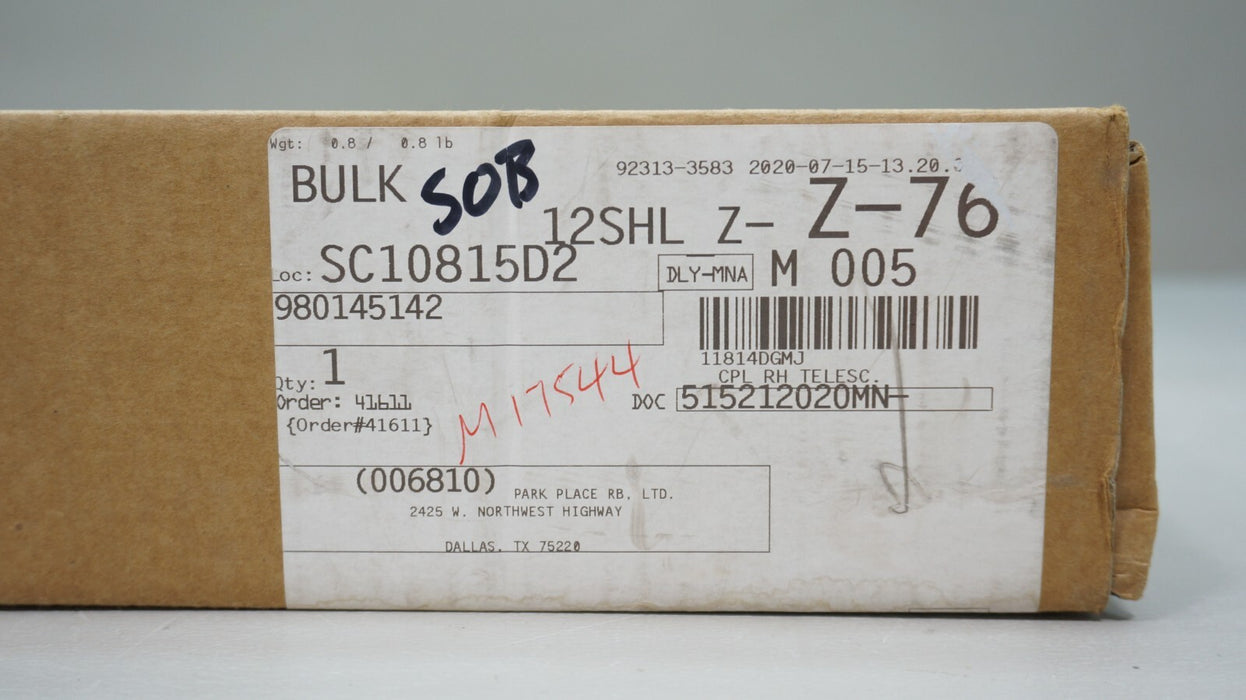 Wgt: 0.8 / 0.8 lb
92313-3583 2020-07-15-13.20.
BULK SOB
12SHL Z- Z-76
Loc: SC10815D2 DLY-MNA M 005
980145142
11814DGMJ
CPL RH TELESC.
Qty: 1
Order: 41611
DOC 515212020MN-
{Order#41611}
M17544
(006810) PARK PLACE RB, LTD.
2425 W. NORTHWEST HIGHWAY
DALLAS, TX 75220